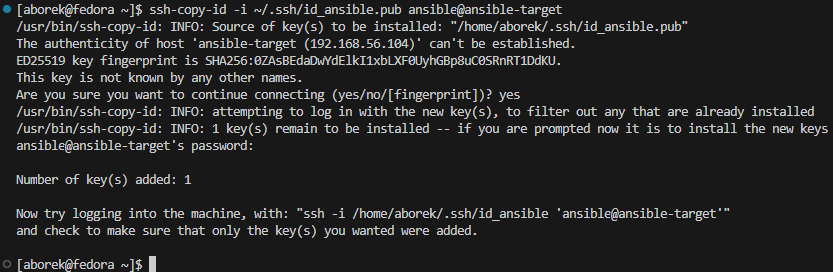 [aborek@fedora ~]$ ssh-copy-id -i ~/.ssh/id_ansible.pub ansible@ansible-target
/usr/bin/ssh-copy-id: INFO: Source of key(s) to be installed: "/home/aborek/.ssh/id_ansible.pub"
The authenticity of host 'ansible-target (192.168.56.104)' can't be established.
ED25519 key fingerprint is SHA256:0ZAsBEdaDwYdElkI1xbLXF0UyhGBp8uC0SRnRT1DdKU.
This key is not known by any other names.
Are you sure you want to continue connecting (yes/no/[fingerprint])? yes
/usr/bin/ssh-copy-id: INFO: attempting to log in with the new key(s), to filter out any that are already installed
/usr/bin/ssh-copy-id: INFO: 1 key(s) remain to be installed -- if you are prompted now it is to install the new keys
ansible@ansible-target's password:
Number of key(s) added: 1
Now try logging into the machine, with: "ssh -i /home/aborek/.ssh/id_ansible 'ansible@ansible-target'"
and check to make sure that only the key(s) you wanted were added.
[aborek@fedora ~]$